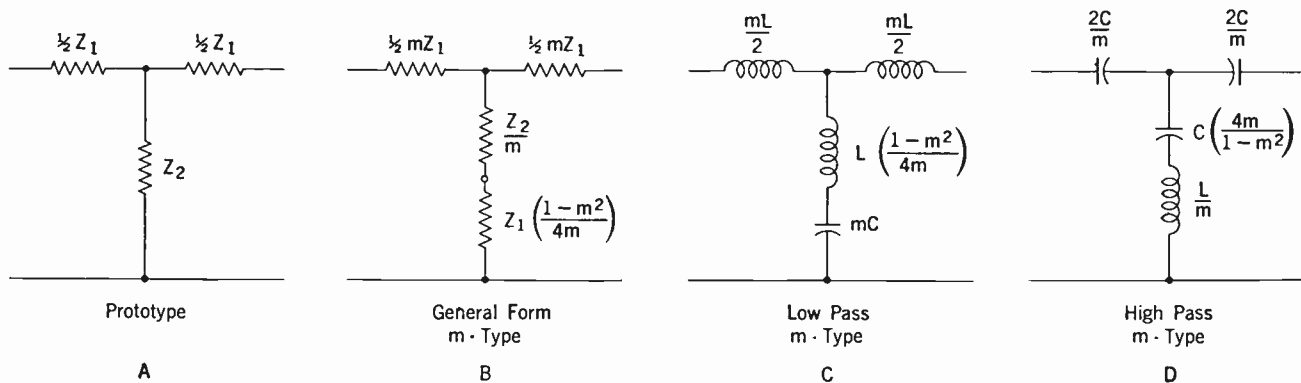 ½ Z₁ ½ Z₁
Z₂
Prototype
A
½ mZ₁ ½ mZ₁
Z₂/m
Z₁ ((1 − m²)/4m)
General Form
m - Type
B
mL/2 mL/2
L ((1 − m²)/4m)
mC
Low Pass
m - Type
C
2C/m 2C/m
C (4m/(1 − m²))
L/m
High Pass
m - Type
D